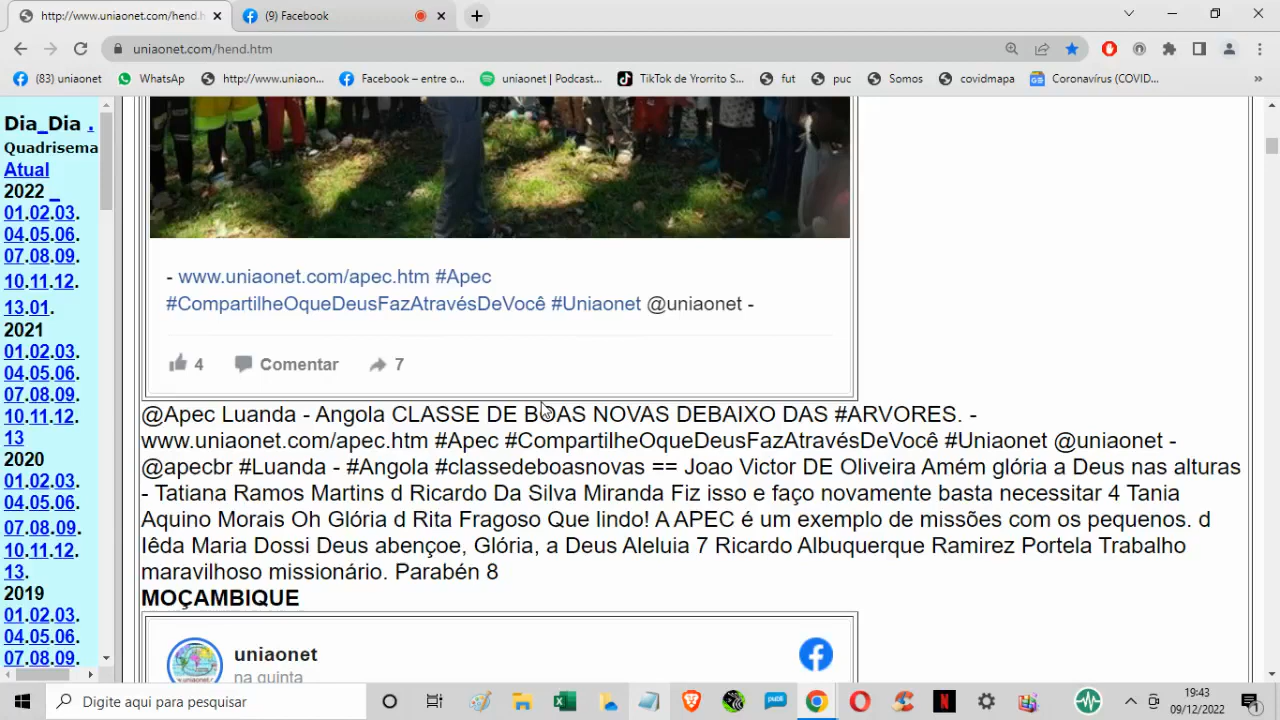 http://www.uniaonet.com/hend.h
(9) Facebook
uniaonet.com/hend.htm
(83) uniaonet
WhatsApp
http://www.uniaon...
Facebook – entre o...
uniaonet | Podcast...
TikTok de Yrorrito S...
fut
puc
Somos
covidmapa
Coronavírus (COVID...
»
Dia_Dia .
Quadrisema
Atual
2022 _
01.02.03.
04.05.06.
07.08.09.
10.11.12.
13.01.
2021
01.02.03.
04.05.06.
07.08.09.
10.11.12.
13
2020
01.02.03.
04.05.06.
07.08.09.
10.11.12.
13.
2019
01.02.03.
04.05.06.
07.08.09.
- www.uniaonet.com/apec.htm #Apec
#CompartilheOqueDeusFazAtravésDeVocê #Uniaonet @uniaonet -
4 Comentar 7
@Apec Luanda - Angola CLASSE DE BOAS NOVAS DEBAIXO DAS #ARVORES. -
www.uniaonet.com/apec.htm #Apec #CompartilheOqueDeusFazAtravésDeVocê #Uniaonet @uniaonet -
@apecbr #Luanda - #Angola #classedeboasnovas == Joao Victor DE Oliveira Amém glória a Deus nas alturas
- Tatiana Ramos Martins d Ricardo Da Silva Miranda Fiz isso e faço novamente basta necessitar 4 Tania
Aquino Morais Oh Glória d Rita Fragoso Que lindo! A APEC é um exemplo de missões com os pequenos. d
Iêda Maria Dossi Deus abençoe, Glória, a Deus Aleluia 7 Ricardo Albuquerque Ramirez Portela Trabalho
maravilhoso missionário. Parabén 8
MOÇAMBIQUE
uniaonet
na quinta
Digite aqui para pesquisar
publi
19:43
09/12/2022
1